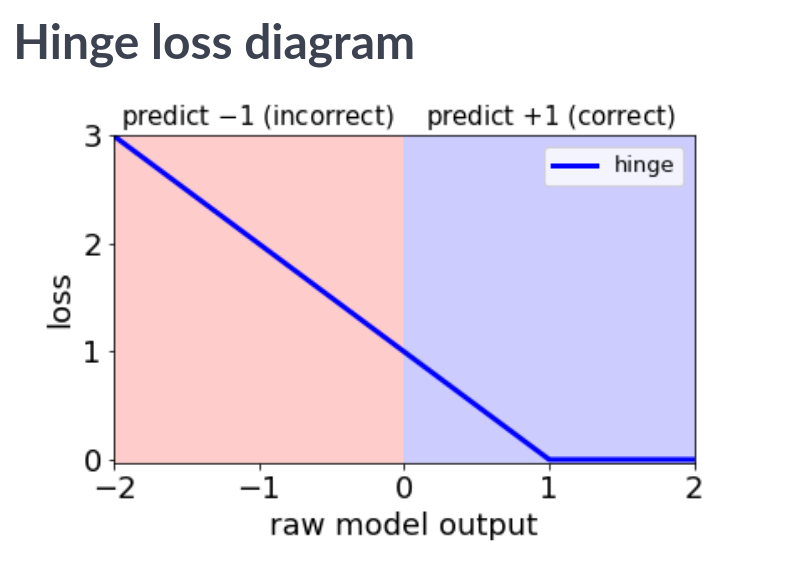 Hinge loss diagram
predict −1 (incorrect) predict +1 (correct)
hinge
3
2
1
0
loss
−2 −1 0 1 2
raw model output